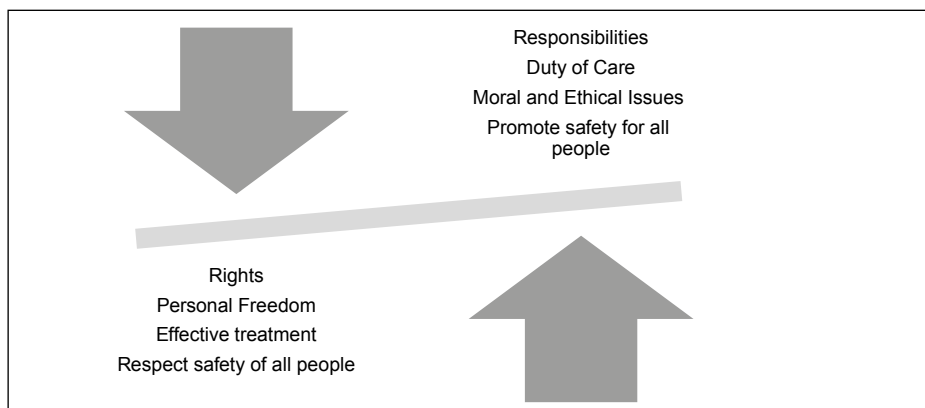 Responsibilities
Duty of Care
Moral and Ethical Issues
Promote safety for all
people
Rights
Personal Freedom
Effective treatment
Respect safety of all people